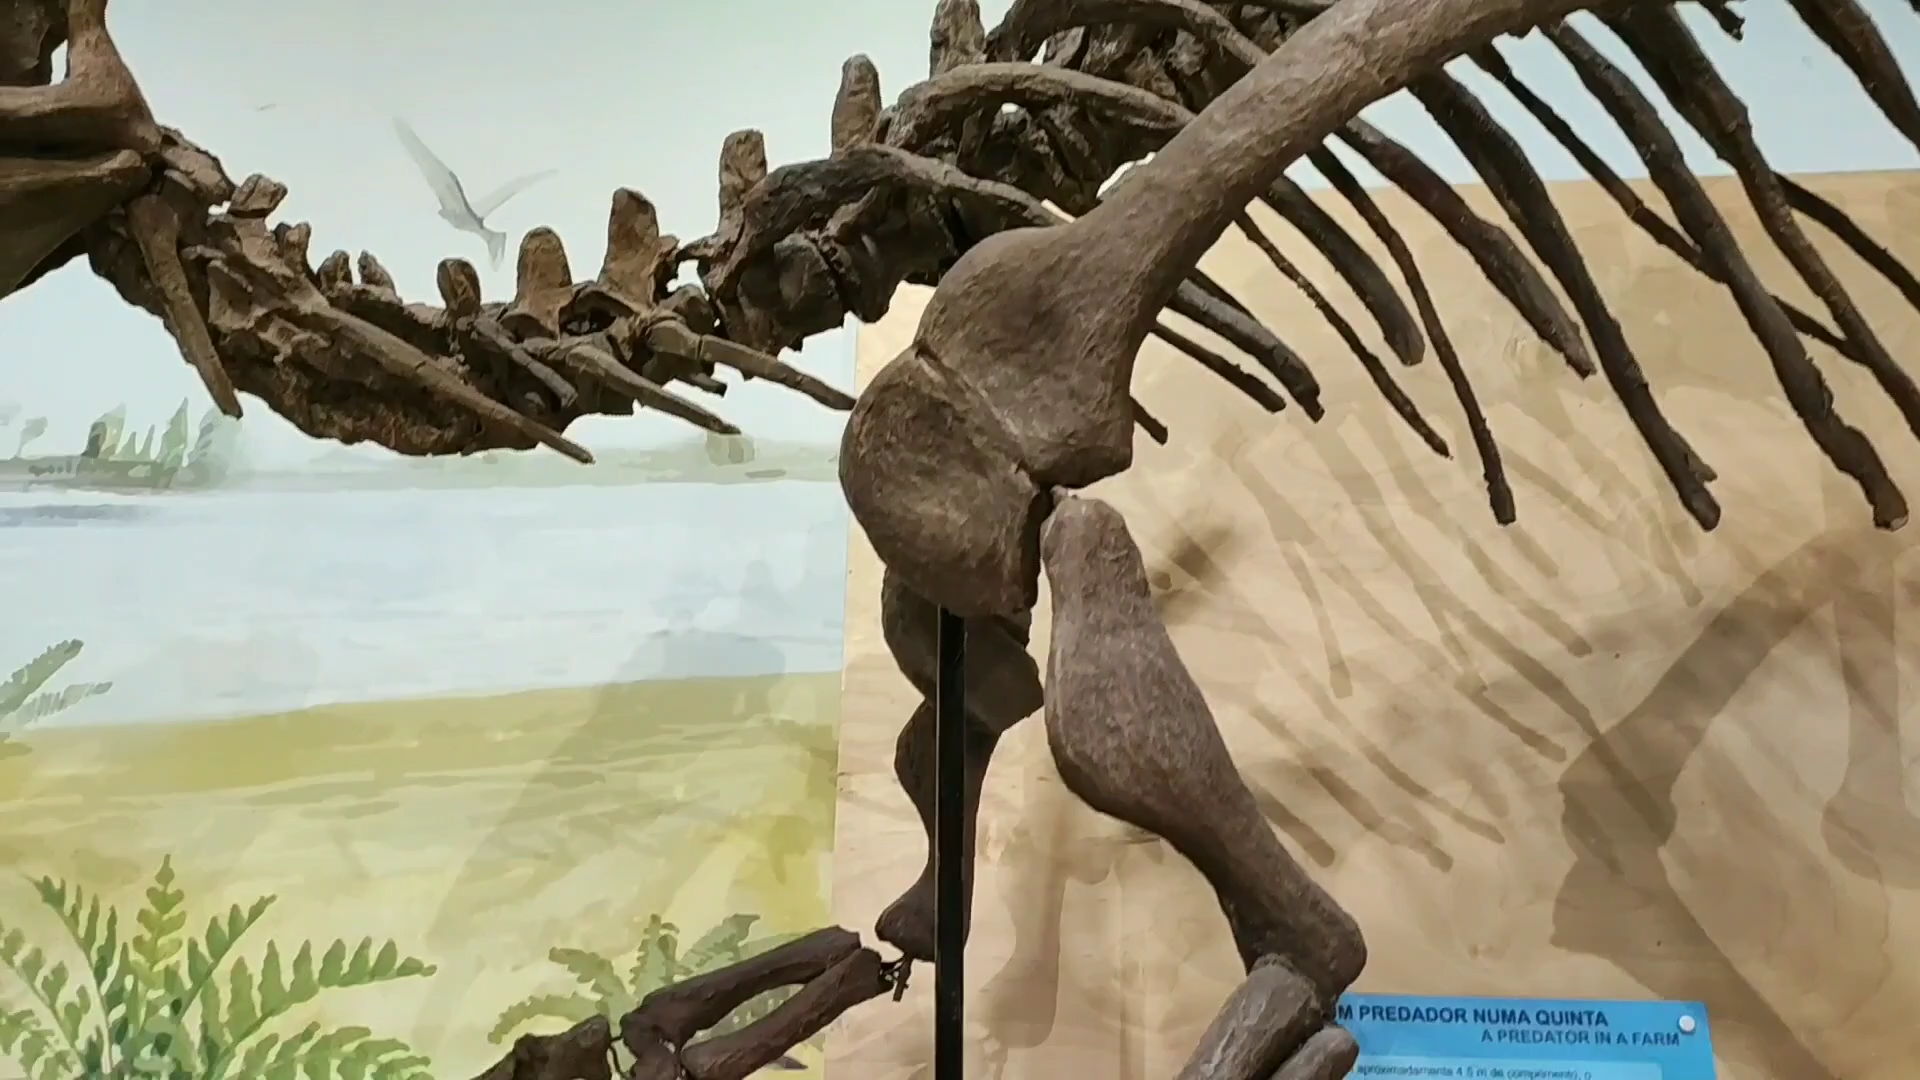 M PREDADOR NUMA QUINTA
A PREDATOR IN A FARM
aproximadamente 4.5 m de comprimento, o